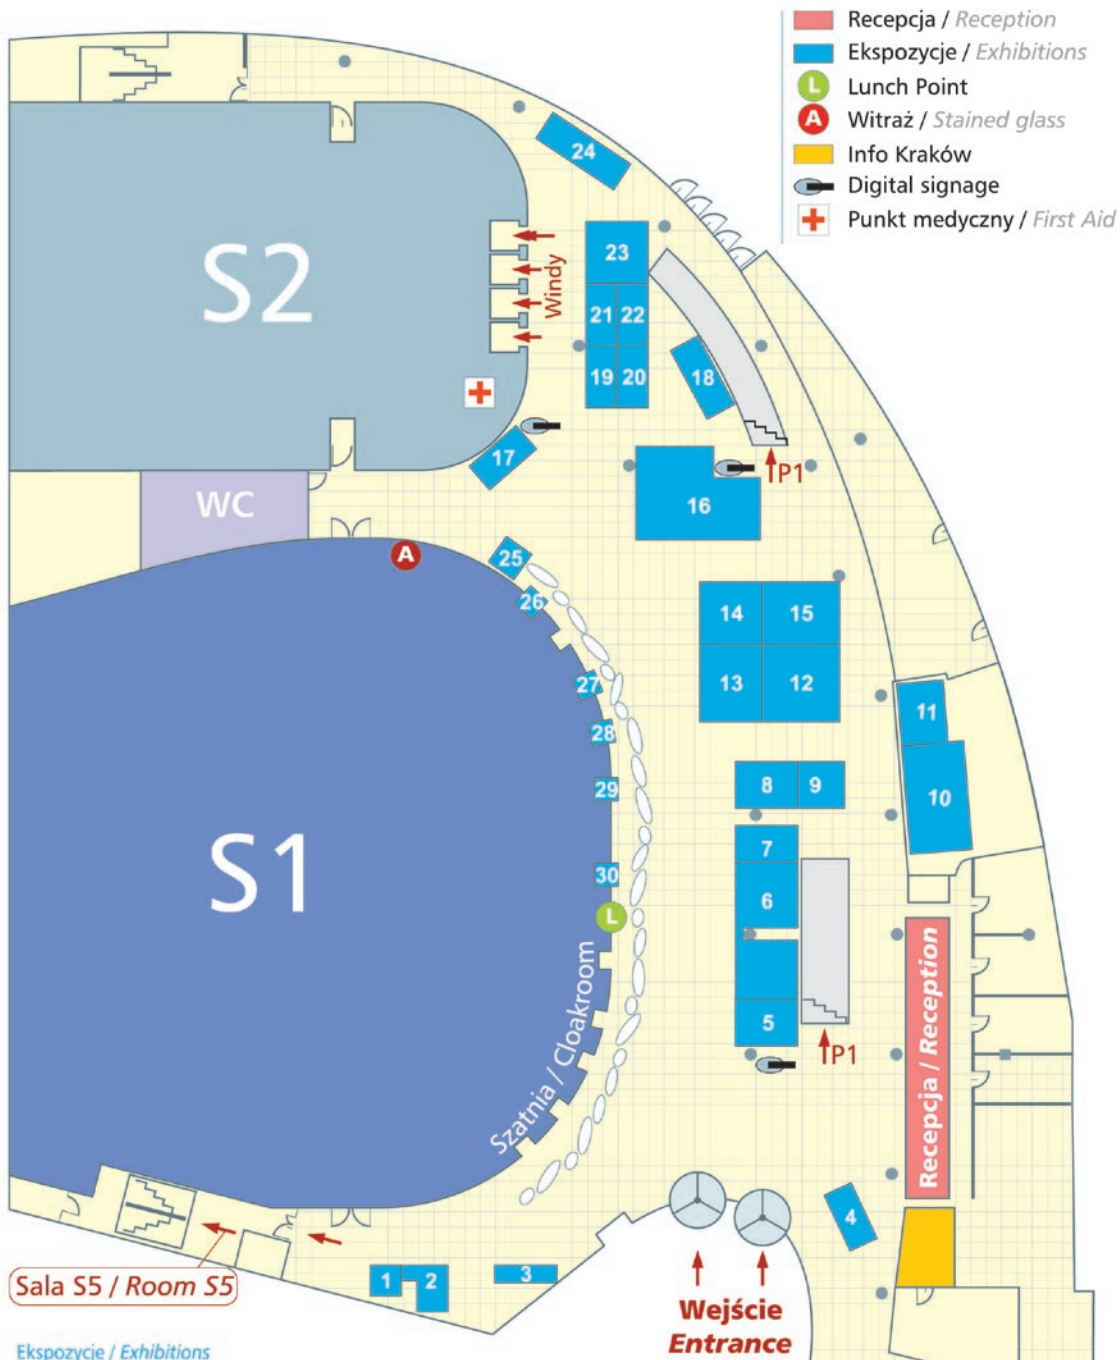 Recepcja / Reception
Ekspozycje / Exhibitions
L Lunch Point
A Witraż / Stained glass
Info Kraków
Digital signage
Punkt medyczny / First Aid
24
S2
Windy
23
21 22
19 20
18
17
P1
16
WC
A
25
26
14 15
13 12
27
28
29
30
L
11
10
8 9
7
6
5
P1
S1
Szatnia / Cloakroom
Recepcja / Reception
4
Sala S5 / Room S5
1 2 3
Wejście
Entrance
Ekspozycje / Exhibitions